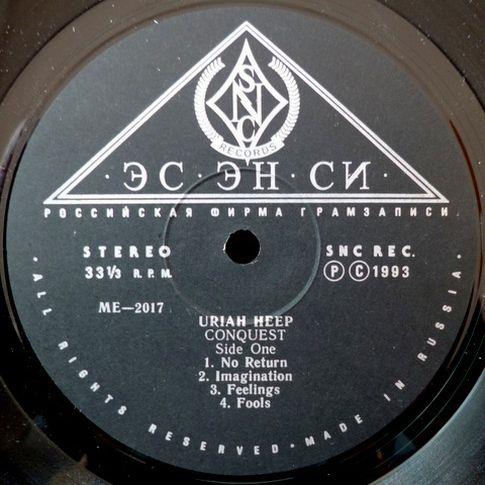 SNC
RECORDS
·ЭС·ЭН·СИ·
РОССИЙСКАЯ ФИРМА ГРАМЗАПИСИ
STEREO
33⅓ R.P.M.
SNC REC.
Ⓟ Ⓒ 1993
ME—2017
URIAH HEEP
CONQUEST
Side One
1. No Return
2. Imagination
3. Feelings
4. Fools
· ALL RIGHTS RESERVED · MADE IN RUSSIA ·